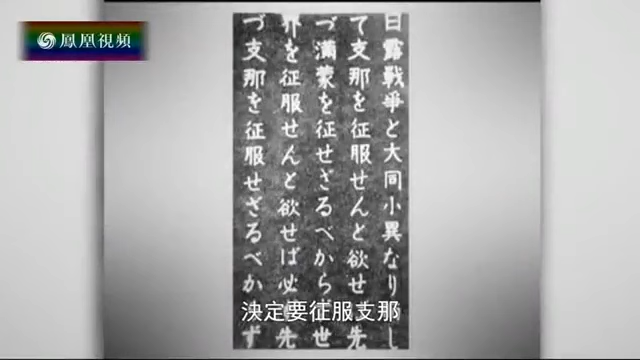 鳳凰視頻
日露戰爭と大同小異なりし
て支那を征服せんと欲せ先
づ滿蒙を征せざるべからず世
界を征服せんと欲せば必先
づ支那を征服せざるべかず
決定要征服支那